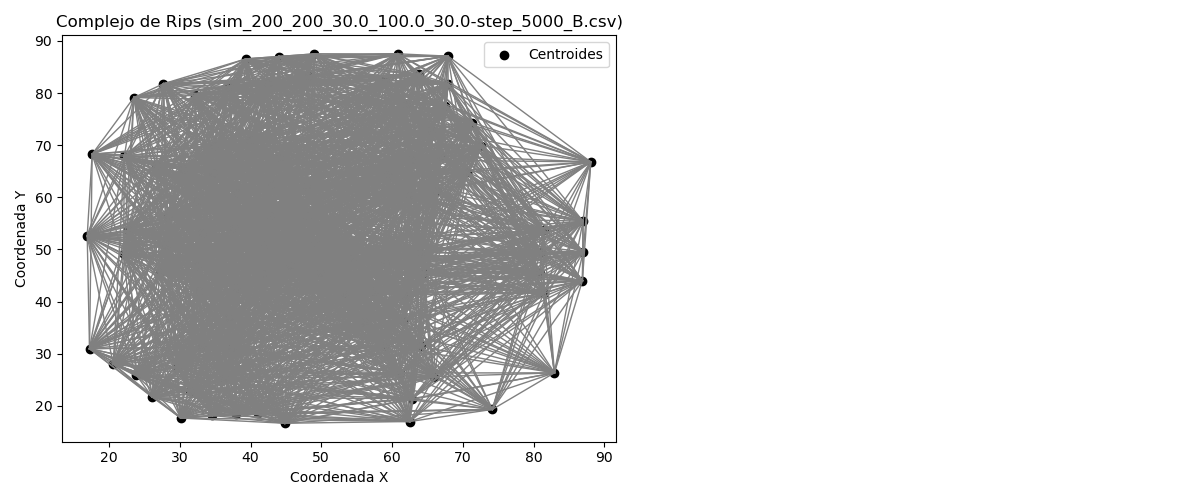 Complejo de Rips (sim_200_200_30.0_100.0_30.0-step_5000_B.csv)
Centroides
90
80
70
60
50
40
30
20
Coordenada Y
20 30 40 50 60 70 80 90
Coordenada X